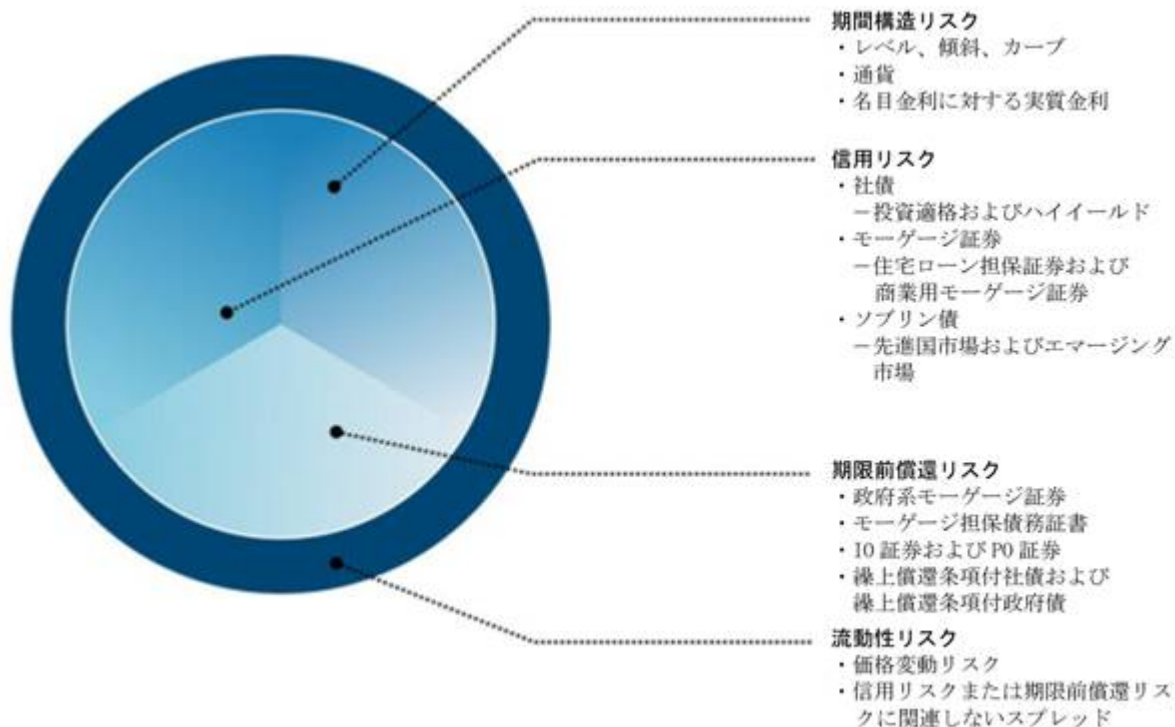 期間構造リスク
・レベル、傾斜、カーブ
・通貨
・名目金利に対する実質金利
信用リスク
・社債
－投資適格およびハイイールド
・モーゲージ証券
－住宅ローン担保証券および
商業用モーゲージ証券
・ソブリン債
－先進国市場およびエマージング
市場
期限前償還リスク
・政府系モーゲージ証券
・モーゲージ担保債務証書
・IO 証券および PO 証券
・繰上償還条項付社債および
繰上償還条項付政府債
流動性リスク
・価格変動リスク
・信用リスクまたは期限前償還リス
クに関連しないスプレッド